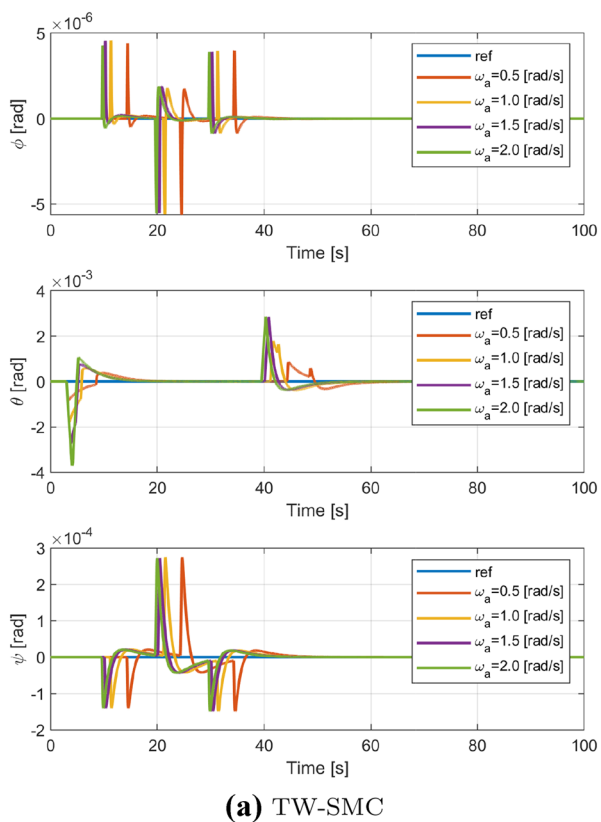 ×10⁻⁶
5
0
-5
ϕ [rad]
0 20 40 60 80 100
Time [s]
ref
ωₐ=0.5 [rad/s]
ωₐ=1.0 [rad/s]
ωₐ=1.5 [rad/s]
ωₐ=2.0 [rad/s]
×10⁻³
4
2
0
-2
-4
θ [rad]
0 20 40 60 80 100
Time [s]
ref
ωₐ=0.5 [rad/s]
ωₐ=1.0 [rad/s]
ωₐ=1.5 [rad/s]
ωₐ=2.0 [rad/s]
×10⁻⁴
3
2
1
0
-1
-2
ψ [rad]
0 20 40 60 80 100
Time [s]
ref
ωₐ=0.5 [rad/s]
ωₐ=1.0 [rad/s]
ωₐ=1.5 [rad/s]
ωₐ=2.0 [rad/s]
(a) TW-SMC